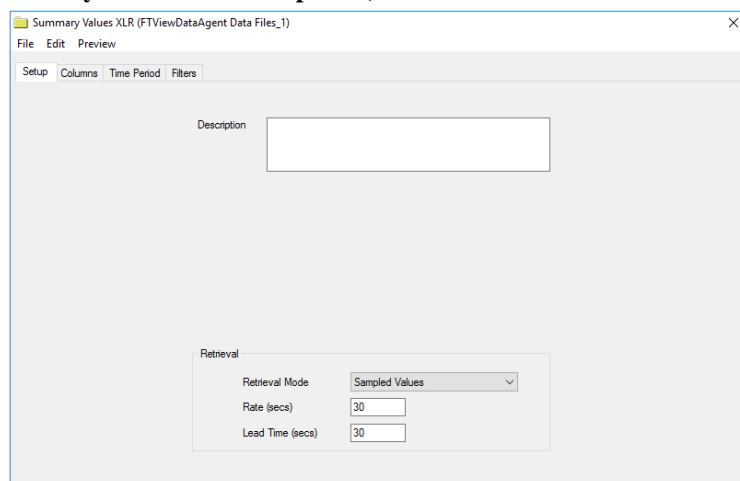 Summary Values XLR (FTViewDataAgent Data Files_1)
File Edit Preview
Setup Columns Time Period Filters
Description
Retrieval
Retrieval Mode Sampled Values
Rate (secs) 30
Lead Time (secs) 30